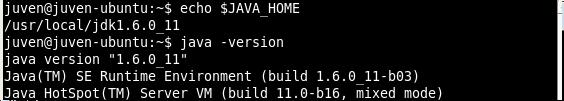 juven@juven-ubuntu:~$ echo $JAVA_HOME
/usr/local/jdk1.6.0_11
juven@juven-ubuntu:~$ java -version
java version "1.6.0_11"
Java(TM) SE Runtime Environment (build 1.6.0_11-b03)
Java HotSpot(TM) Server VM (build 11.0-b16, mixed mode)